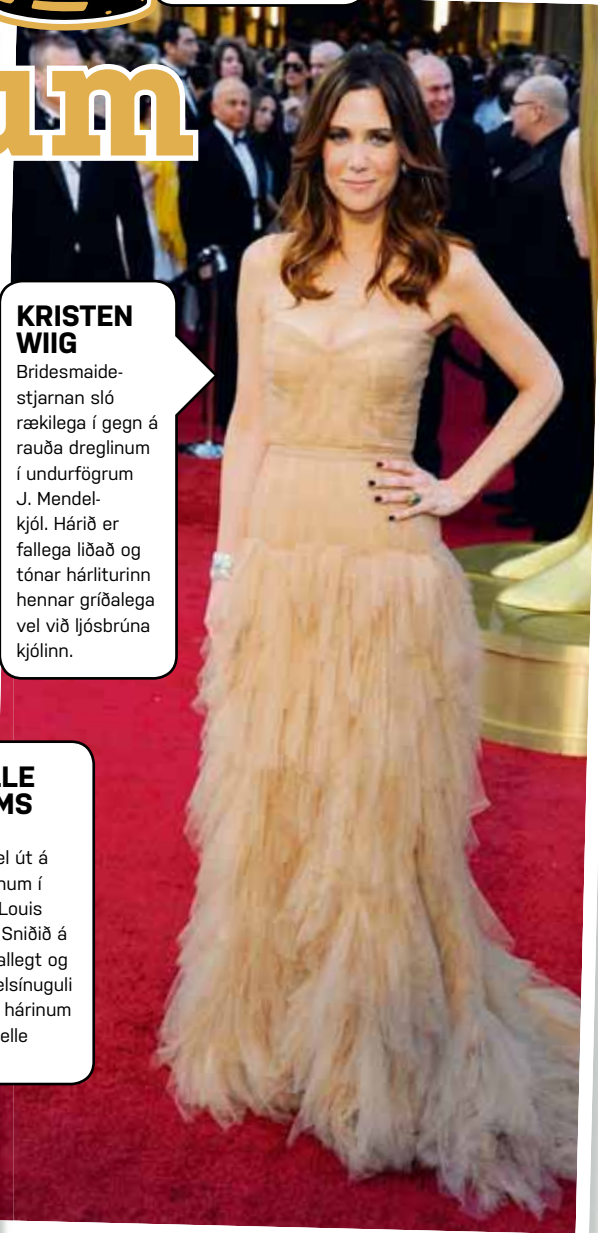 um
KRISTEN
WIIG
Bridesmaide-
stjarnan sló
rækilega í gegn á
rauða dreglinum
í undurfögrum
J. Mendel-
kjól. Hárið er
fallega liðað og
tónar hárliturinn
hennar gríðalega
vel við ljósbrúna
kjólinn.
LLE
MS
el út á
num í
Louis
Sniðið á
allegt og
elsínuguli
hárinum
elle